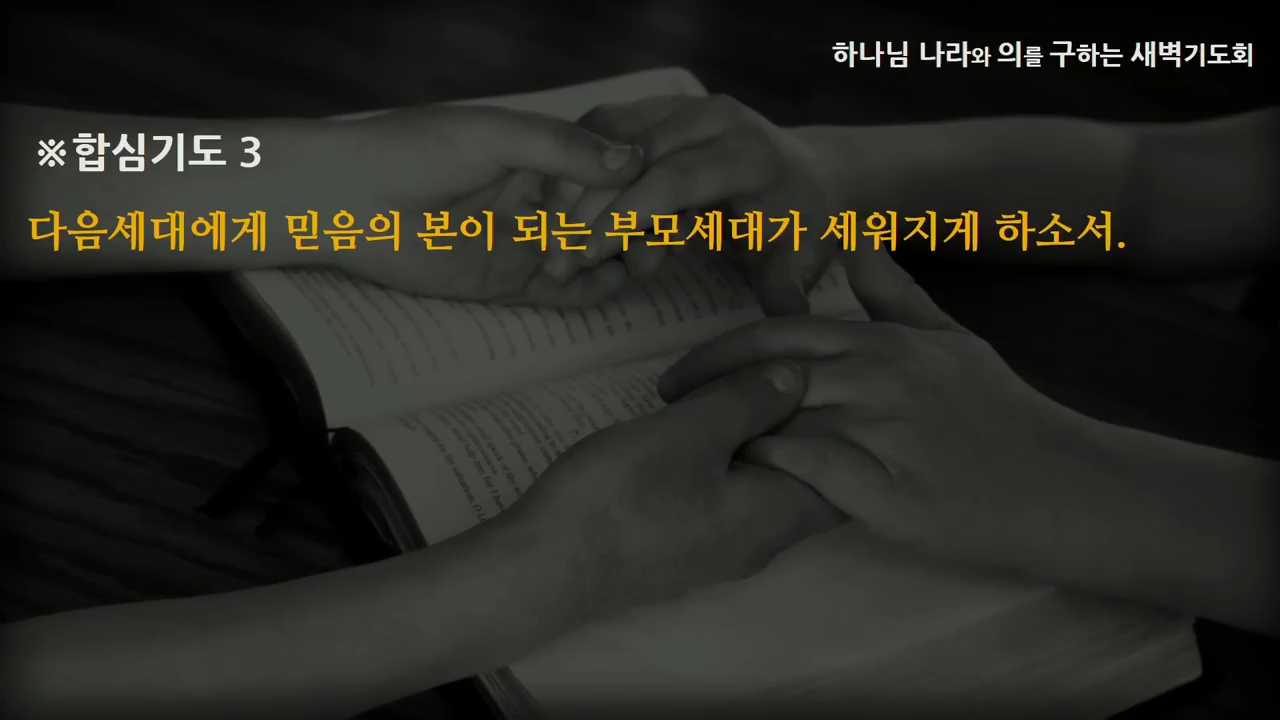 하나님 나라와 의를 구하는 새벽기도회
※합심기도 3
다음세대에게 믿음의 본이 되는 부모세대가 세워지게 하소서.